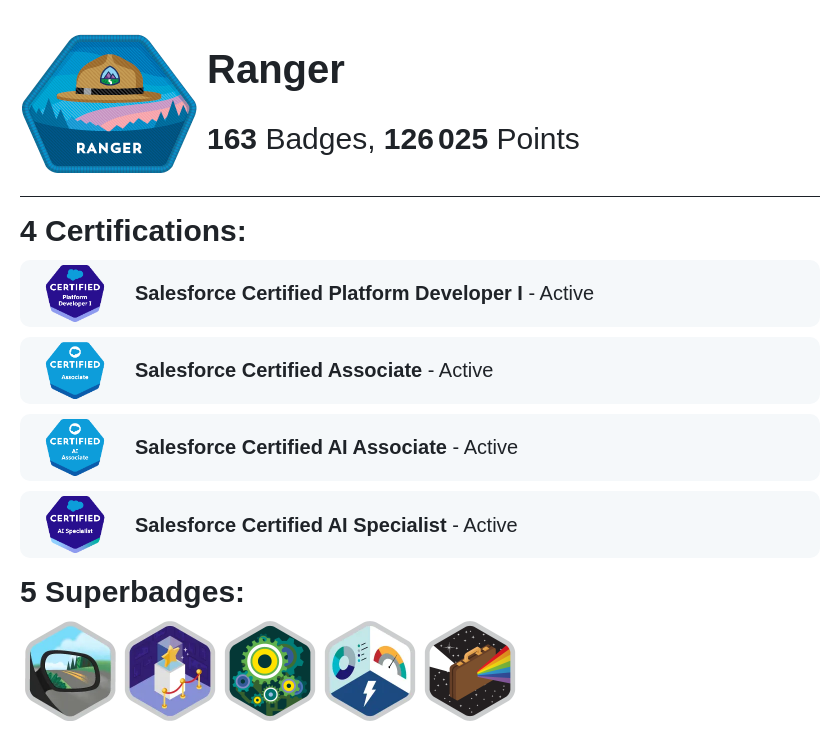 RANGER
Ranger
163 Badges, 126 025 Points
4 Certifications:
CERTIFIED
Platform
Developer I
Salesforce Certified Platform Developer I - Active
CERTIFIED
Associate
Salesforce Certified Associate - Active
CERTIFIED
AI
Associate
Salesforce Certified AI Associate - Active
CERTIFIED
AI Specialist
Salesforce Certified AI Specialist - Active
5 Superbadges: